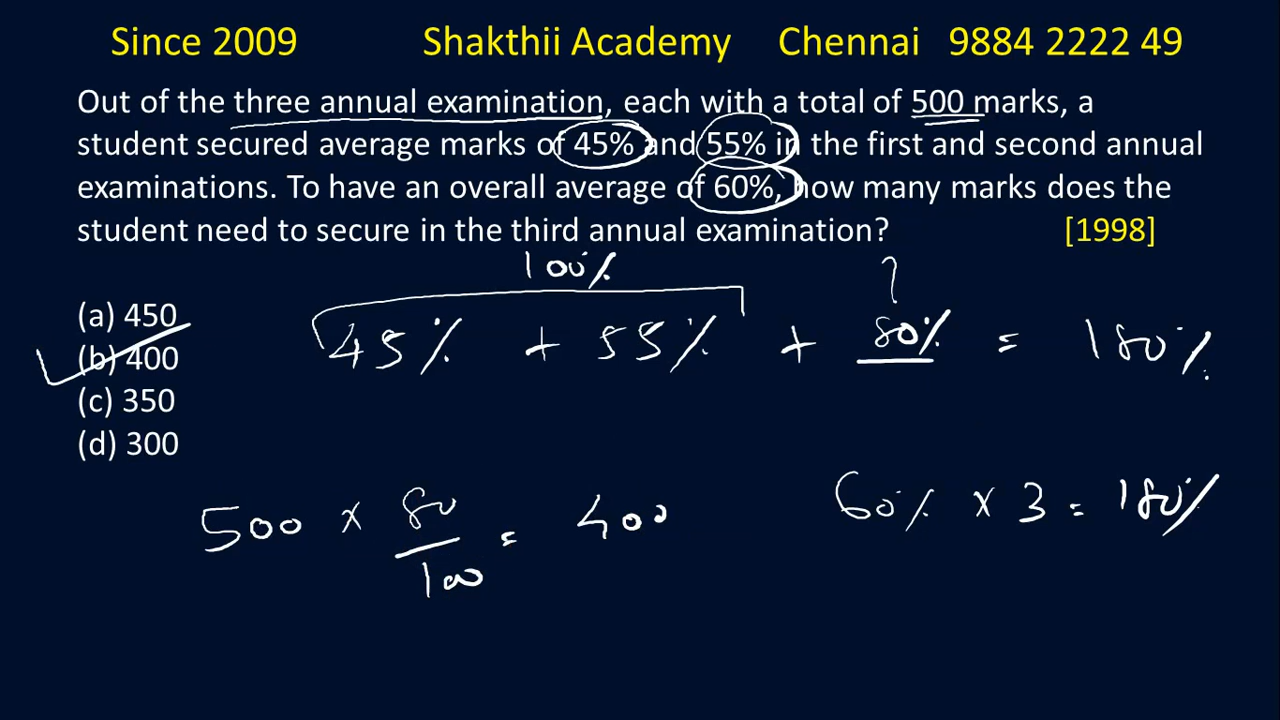 Since 2009 Shakthii Academy Chennai 9884 2222 49
Out of the three annual examination, each with a total of 500 marks, a
student secured average marks of 45% and 55% in the first and second annual
examinations. To have an overall average of 60%, how many marks does the
student need to secure in the third annual examination? [1998]
100%
?
(a) 450
45% + 55% + 80% = 180%
(b) 400
(c) 350
(d) 300
60% x 3 = 180%
500 x 80/100 = 400